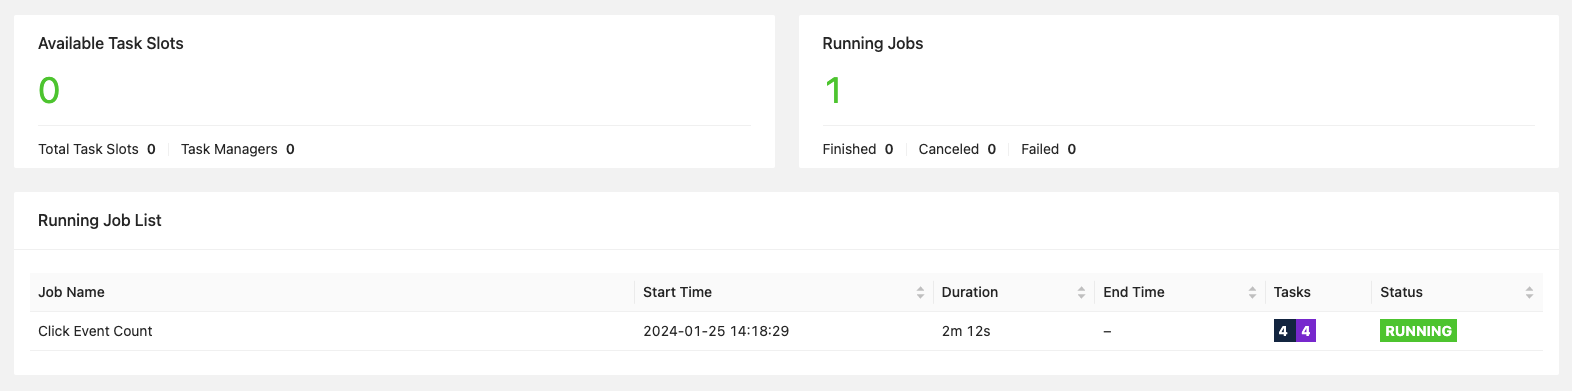 Available Task Slots
0
Total Task Slots 0 Task Managers 0
Running Jobs
1
Finished 0 Canceled 0 Failed 0
Running Job List
Job Name Start Time Duration End Time Tasks Status
Click Event Count 2024-01-25 14:18:29 2m 12s – 4 4 RUNNING